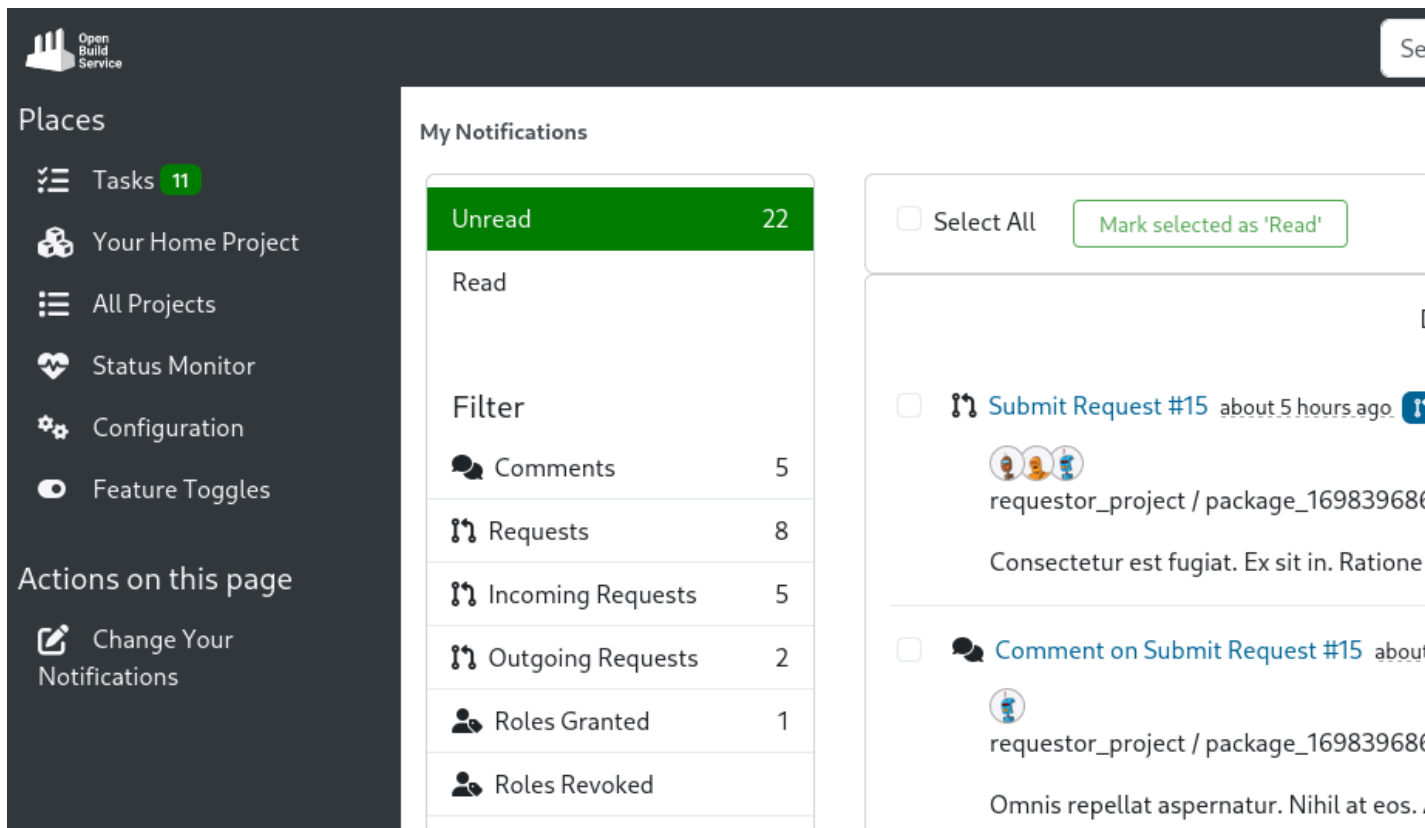 Open
Build
Service
Se
Places
Tasks 11
Your Home Project
All Projects
Status Monitor
Configuration
Feature Toggles
Actions on this page
Change Your
Notifications
My Notifications
Unread 22
Read
Filter
Comments 5
Requests 8
Incoming Requests 5
Outgoing Requests 2
Roles Granted 1
Roles Revoked
Select All Mark selected as 'Read'
Submit Request #15 about 5 hours ago
requestor_project / package_169839686
Consectetur est fugiat. Ex sit in. Ratione
Comment on Submit Request #15 about
requestor_project / package_169839686
Omnis repellat aspernatur. Nihil at eos.